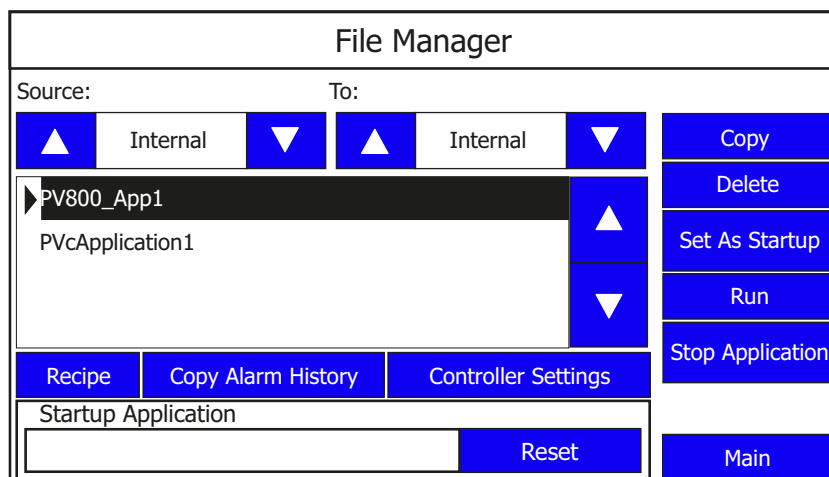 File Manager
Source:
To:
Internal
Internal
Copy
PV800_App1
Delete
PVcApplication1
Set As Startup
Run
Stop Application
Recipe
Copy Alarm History
Controller Settings
Startup Application
Reset
Main